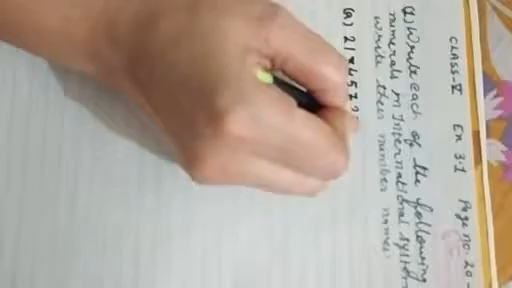 CLASS-V Ex 3.1 Page no. 20-
(1) Write each of the following
numerals in International system
write their number names.
(a) 21